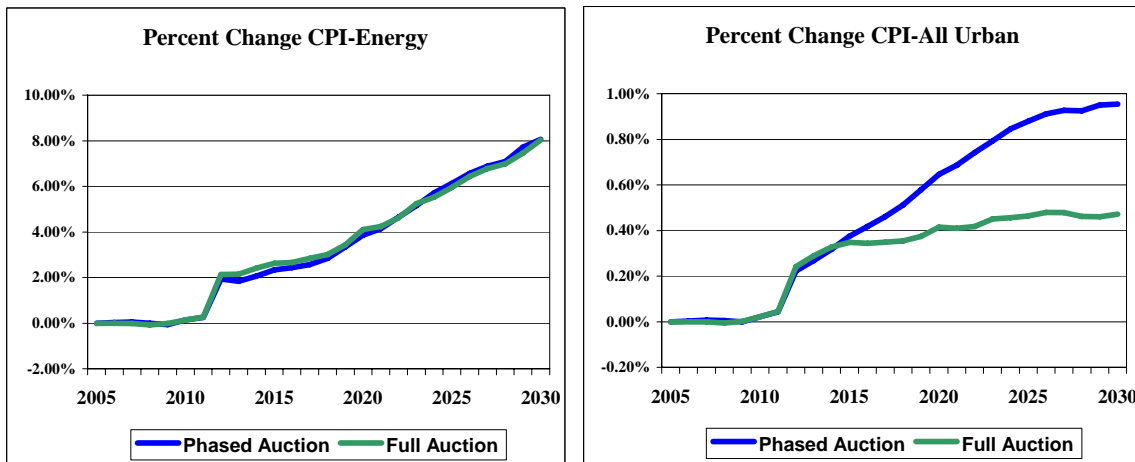 Percent Change CPI-Energy
10.00%
8.00%
6.00%
4.00%
2.00%
0.00%
-2.00%
2005 2010 2015 2020 2025 2030
Phased Auction Full Auction
Percent Change CPI-All Urban
1.00%
0.80%
0.60%
0.40%
0.20%
0.00%
-0.20%
2005 2010 2015 2020 2025 2030
Phased Auction Full Auction